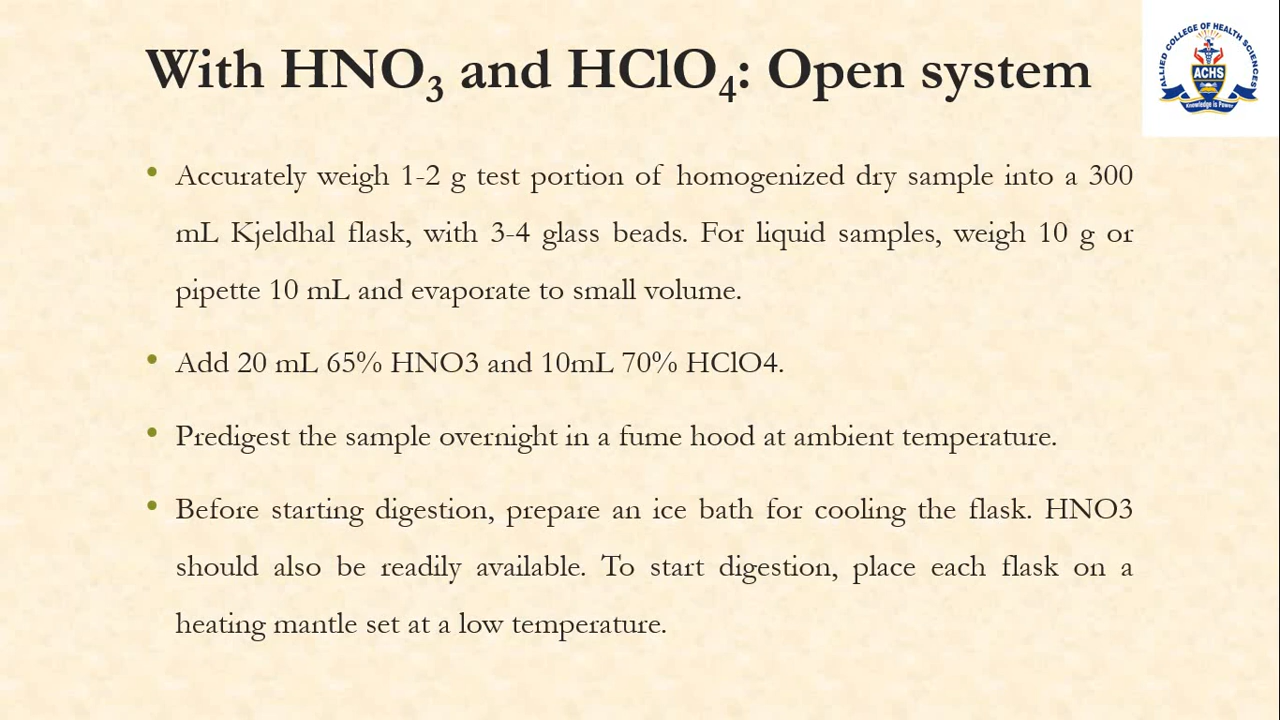 With HNO₃ and HClO₄: Open system
ALLIED COLLEGE OF HEALTH SCIENCES
ACHS
Knowledge is Power
• Accurately weigh 1-2 g test portion of homogenized dry sample into a 300
mL Kjeldhal flask, with 3-4 glass beads. For liquid samples, weigh 10 g or
pipette 10 mL and evaporate to small volume.
• Add 20 mL 65% HNO3 and 10mL 70% HClO4.
• Predigest the sample overnight in a fume hood at ambient temperature.
• Before starting digestion, prepare an ice bath for cooling the flask. HNO3
should also be readily available. To start digestion, place each flask on a
heating mantle set at a low temperature.